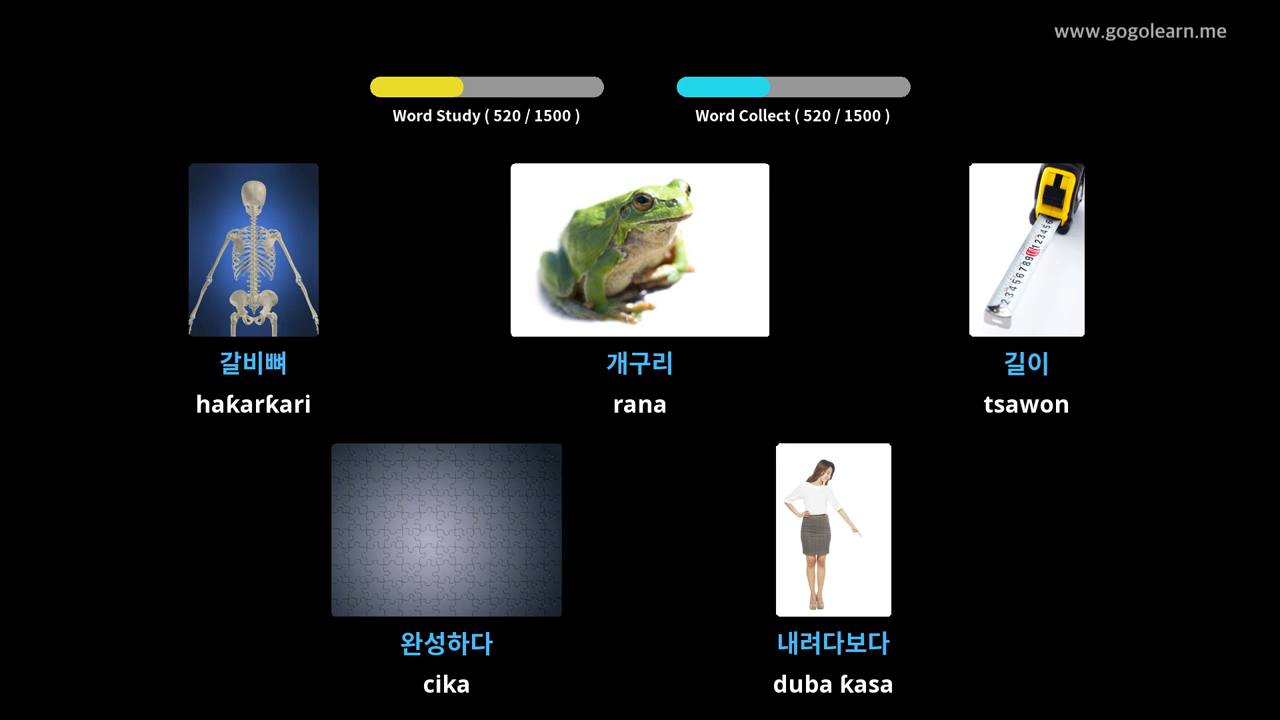 www.gogolearn.me
Word Study ( 520 / 1500 )
Word Collect ( 520 / 1500 )
갈비뼈
haƙarƙari
개구리
rana
길이
tsawon
완성하다
cika
내려다보다
duba ƙasa